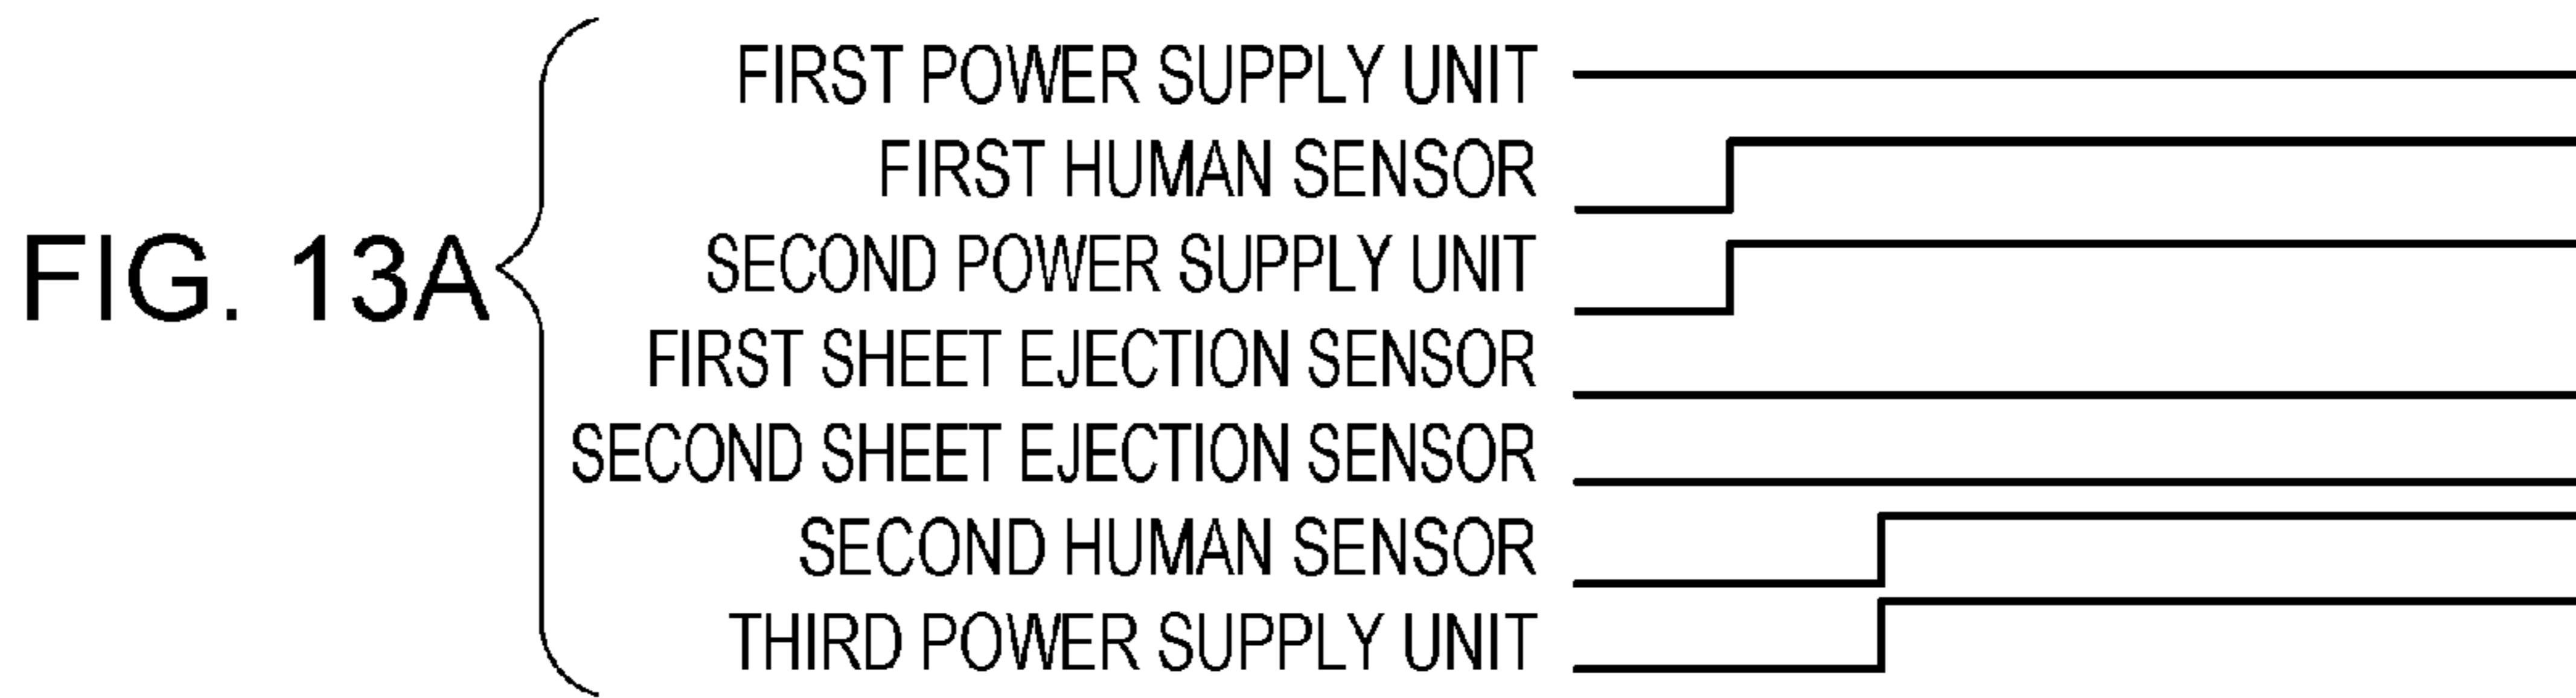 FIG. 13A
FIRST POWER SUPPLY UNIT
FIRST HUMAN SENSOR
SECOND POWER SUPPLY UNIT
FIRST SHEET EJECTION SENSOR
SECOND SHEET EJECTION SENSOR
SECOND HUMAN SENSOR
THIRD POWER SUPPLY UNIT